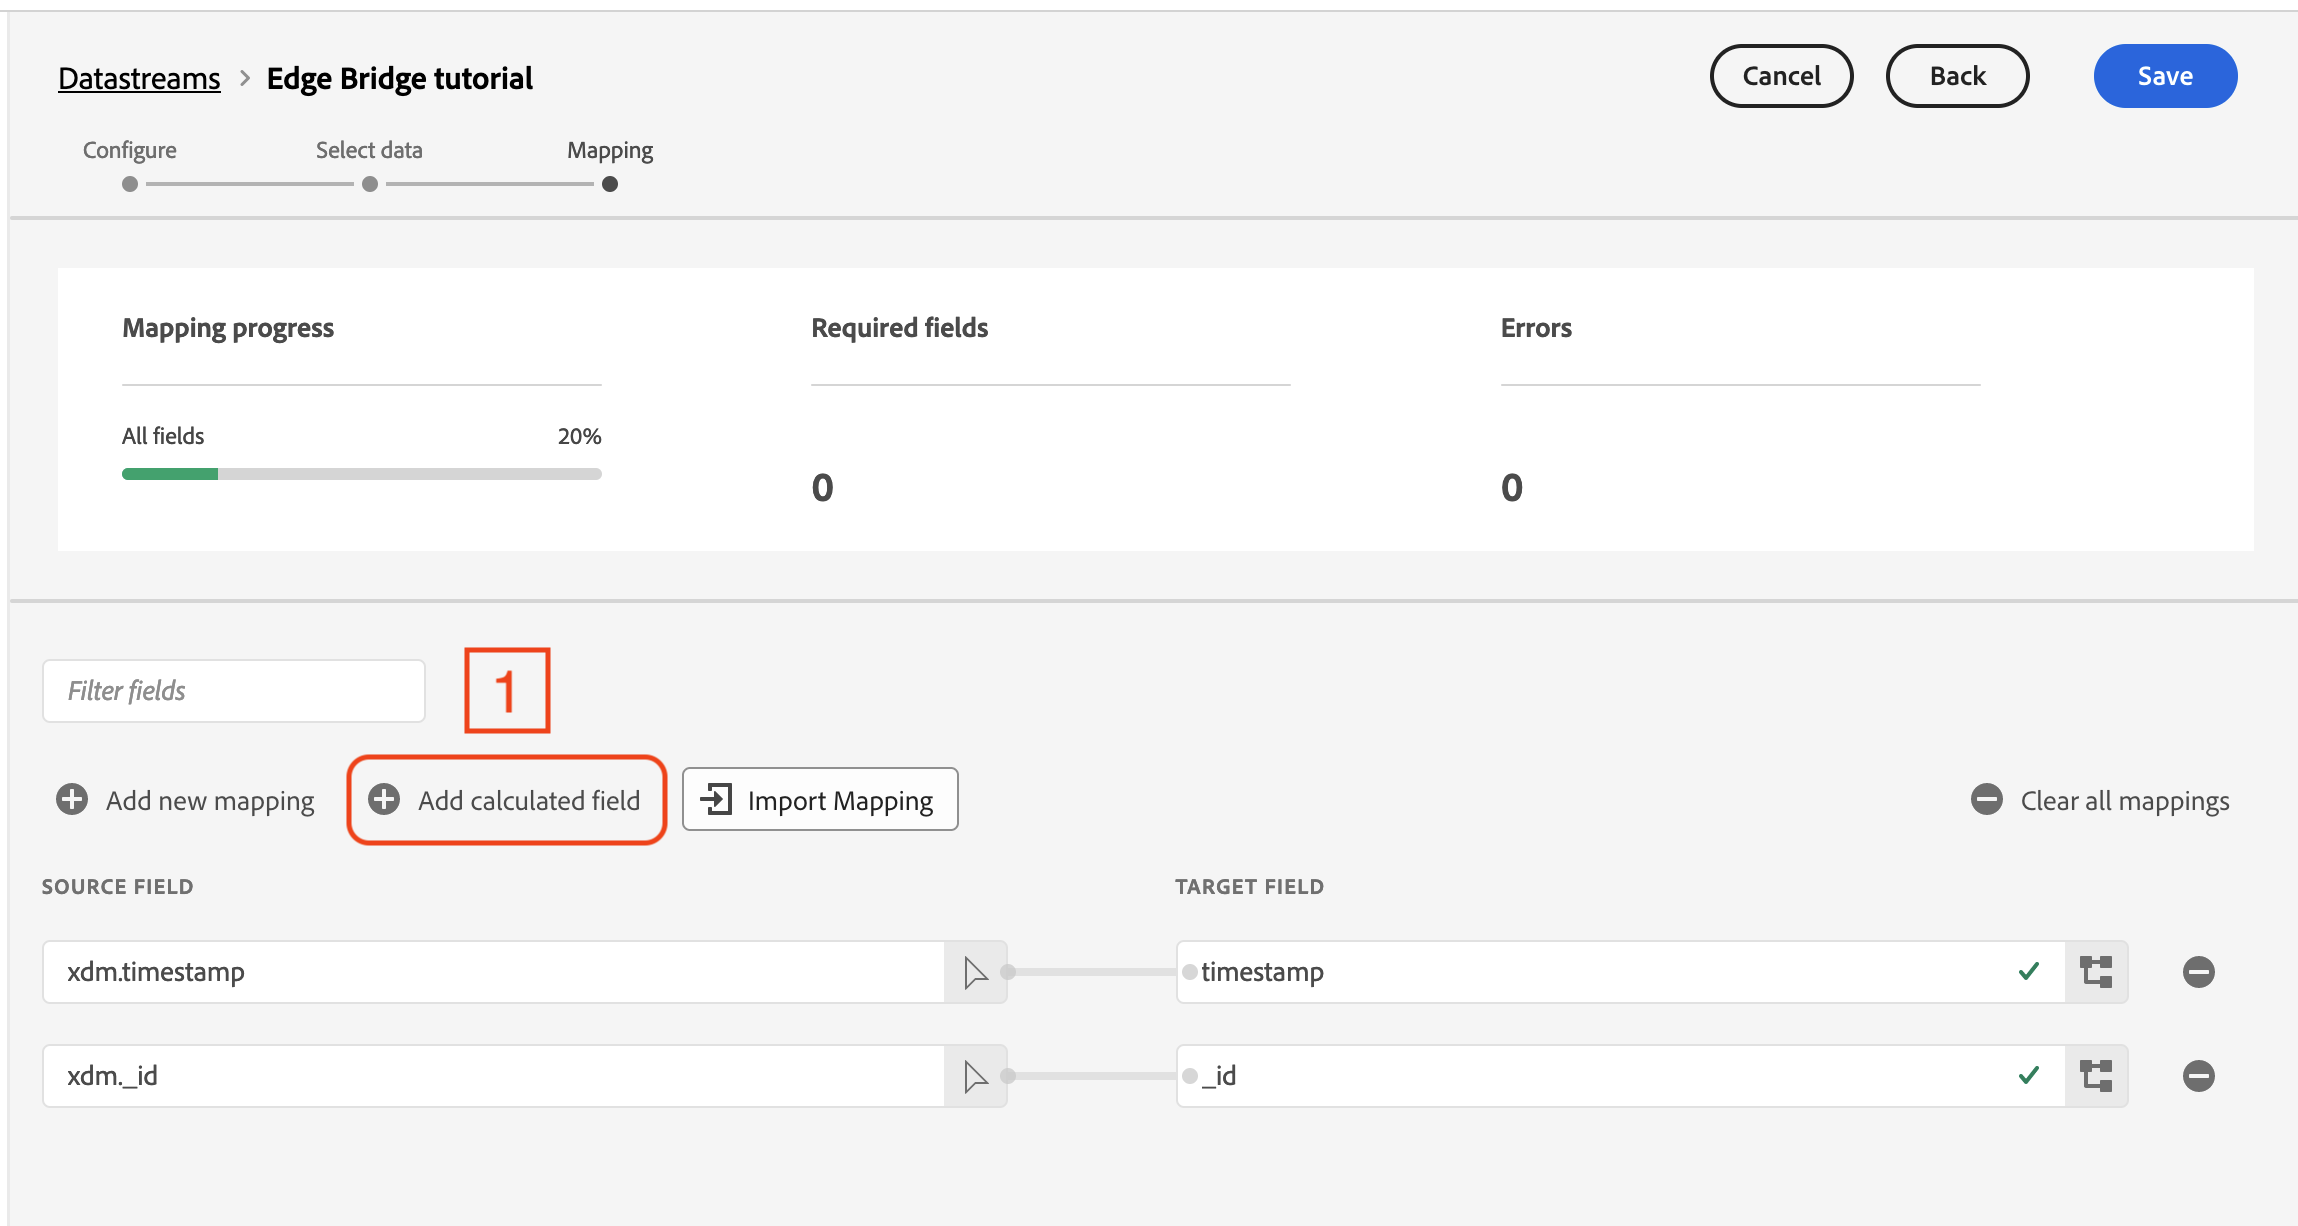 Datastreams > Edge Bridge tutorial
Cancel
Back
Save
Configure
Select data
Mapping
Mapping progress
Required fields
Errors
All fields
20%
0
0
Filter fields
1
Add new mapping
Add calculated field
Import Mapping
Clear all mappings
SOURCE FIELD
TARGET FIELD
xdm.timestamp
timestamp
xdm._id
_id